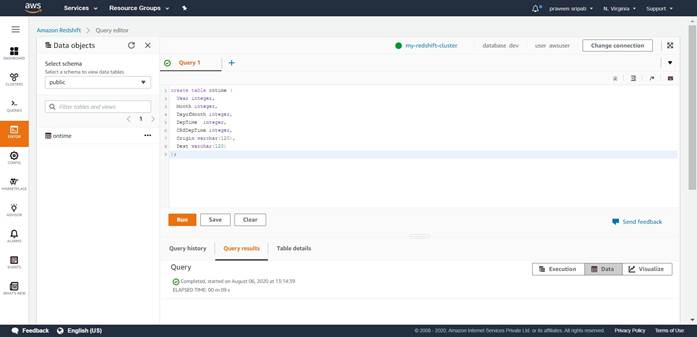 aws
Services
Resource Groups
praveen sripati
N. Virginia
Support
Amazon Redshift > Query editor
DASHBOARD
CLUSTERS
QUERIES
EDITOR
CONFIG
MARKETPLACE
ADVISOR
ALARMS
EVENTS
WHAT'S NEW
Data objects
Select schema
Select a schema to view data tables
public
Filter tables and views
< 1 >
ontime
my-redshift-cluster
database dev
user awsuser
Change connection
Query 1
+
1 create table ontime (
2 Year integer,
3 Month integer,
4 DayofMonth integer,
5 DepTime integer,
6 CRSDepTime integer,
7 Origin varchar(120),
8 Dest varchar(120)
9 );
Run
Save
Clear
Send feedback
Query history
Query results
Table details
Query
Execution
Data
Visualize
Completed, started on August 06, 2020 at 13:14:39
ELAPSED TIME: 00 m 09 s
Feedback
English (US)
© 2008 - 2020, Amazon Internet Services Private Ltd. or its affiliates. All rights reserved.
Privacy Policy
Terms of Use